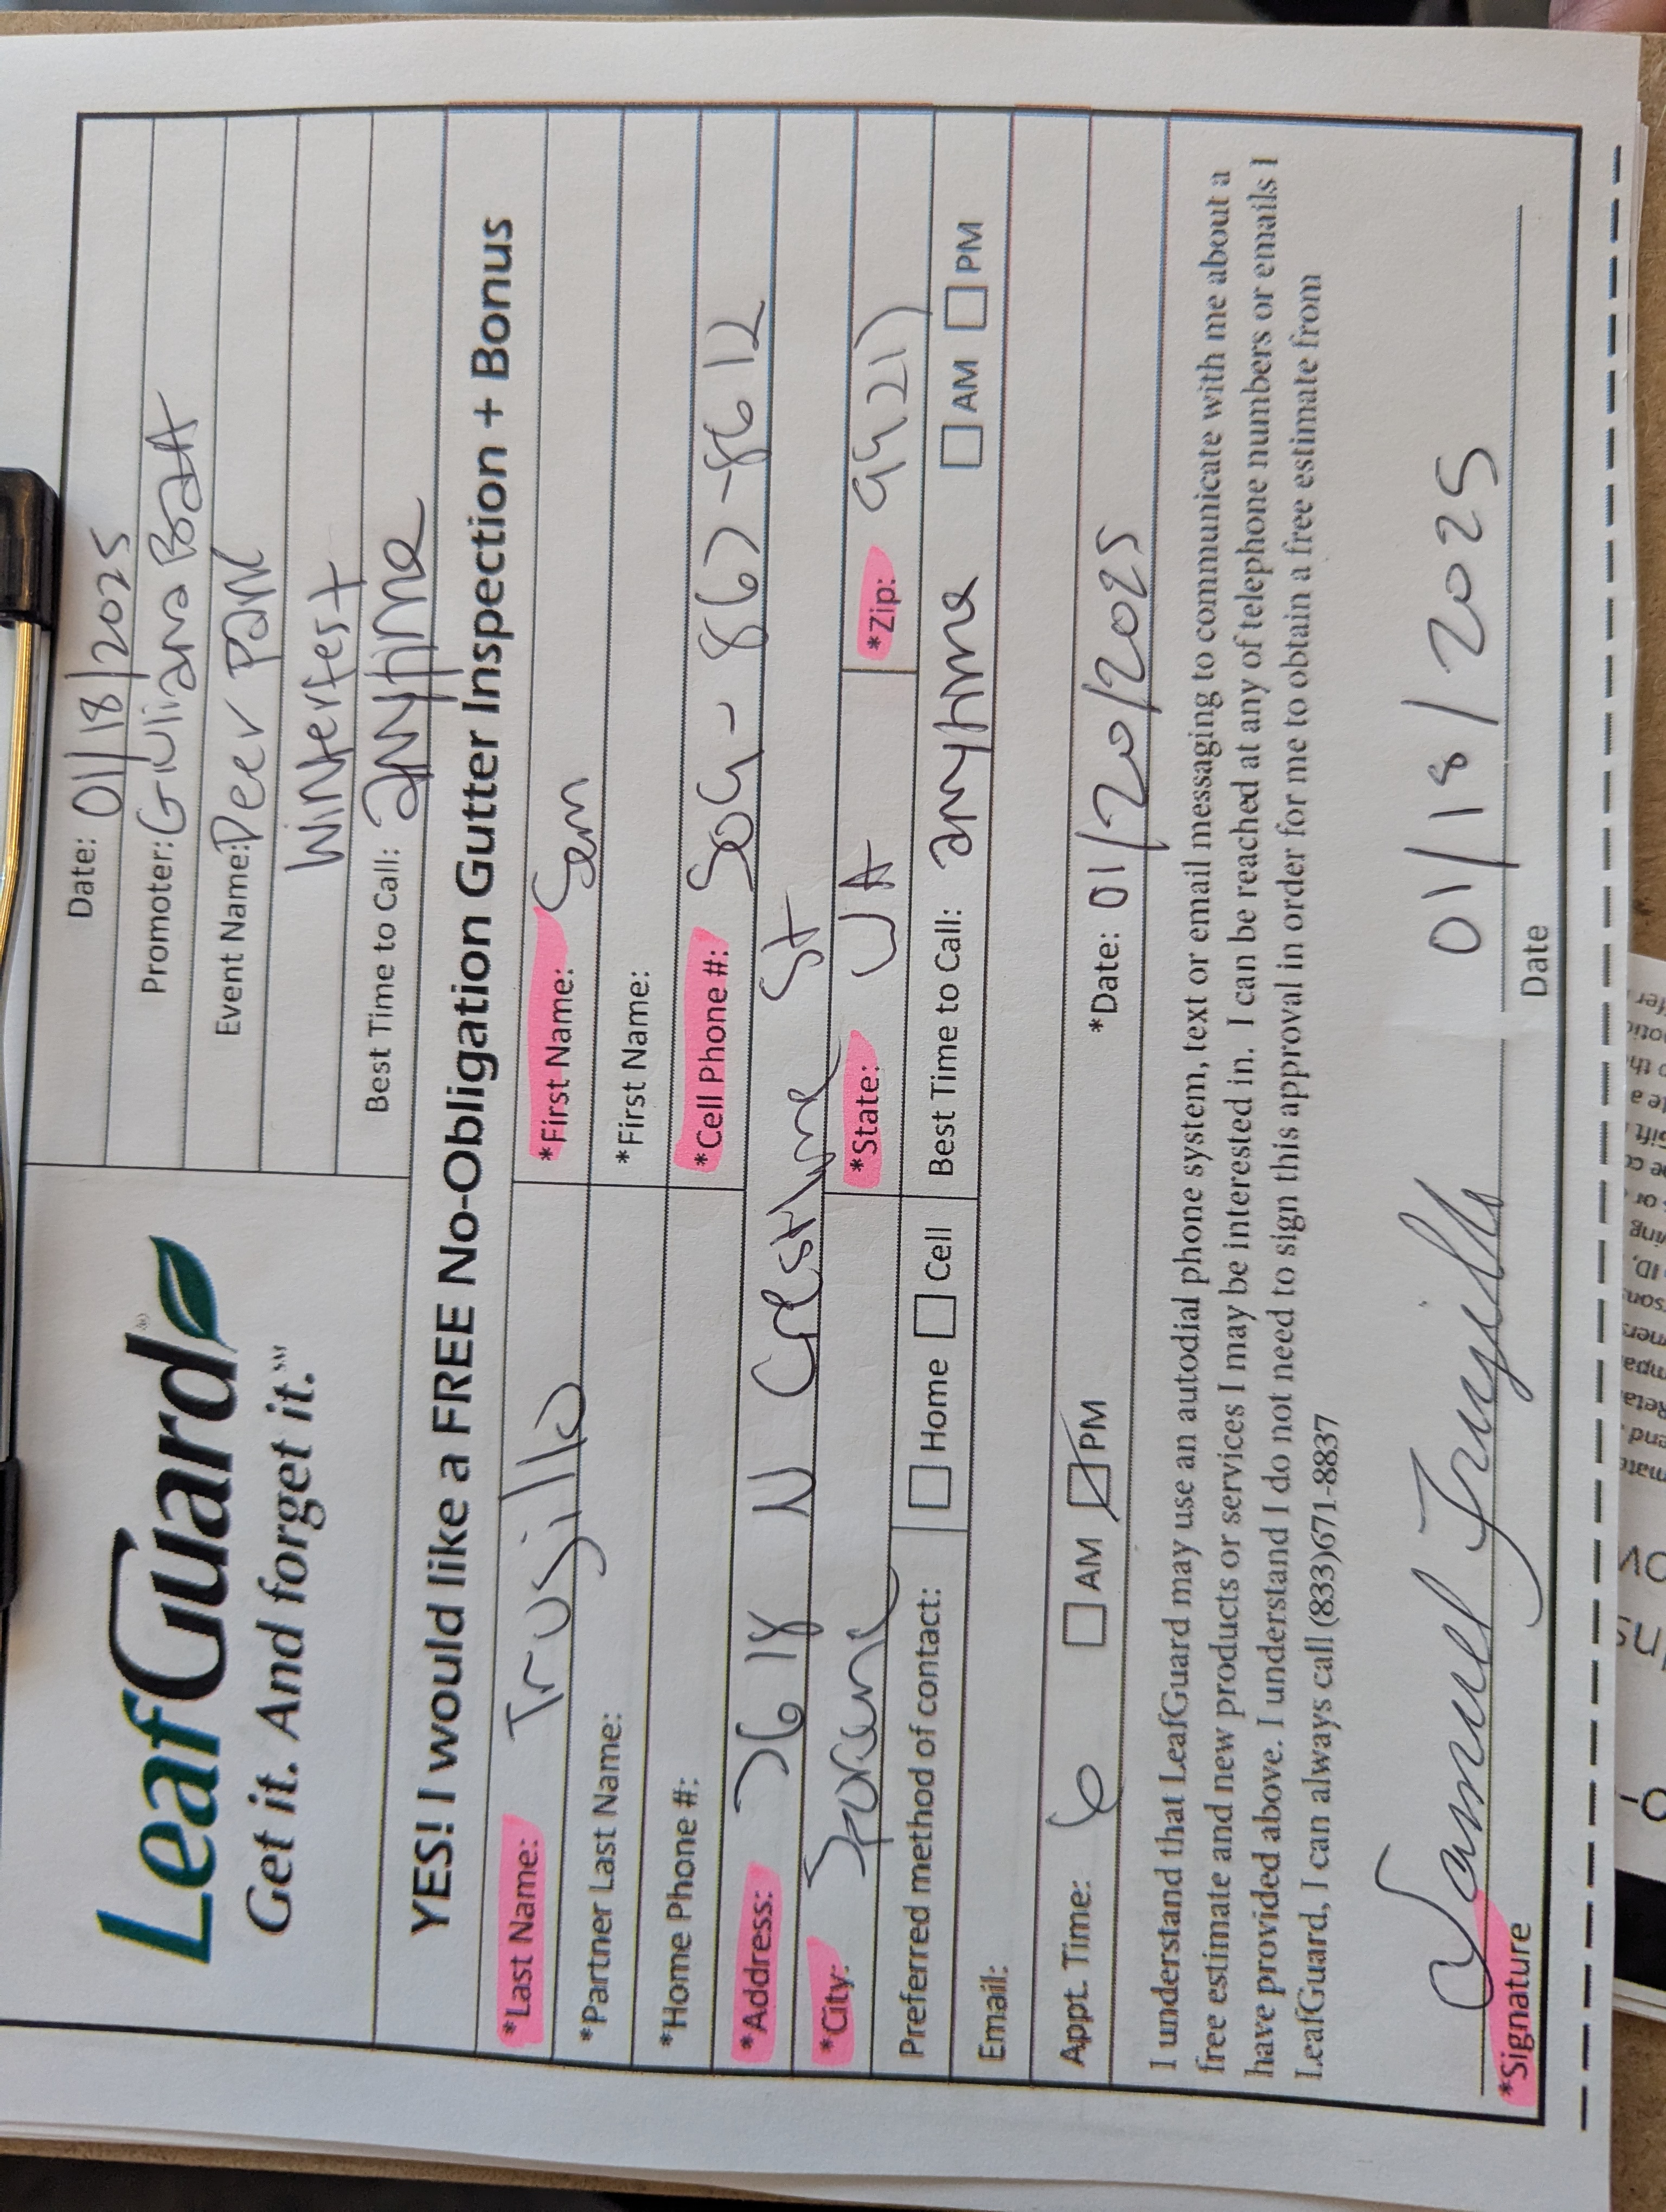 LeafGuard®
Get it. And forget it.℠
Date: 01/18/2025
Promoter: Giuliana Boatt
Event Name: Deer Park
Winterfest
Best Time to Call: anytime
YES! I would like a FREE No-Obligation Gutter Inspection + Bonus
*Last Name: Trujillo *First Name: Sam
*Partner Last Name: *First Name:
*Home Phone #: *Cell Phone #: 509-867-8612
*Address: 7618 N Crestline St
*City: Spokane *State: WA *Zip: 99217
Preferred method of contact: ☐ Home ☐ Cell Best Time to Call: anytime ☐ AM ☐ PM
Email:
Appt. Time: 6 ☐ AM ☑ PM *Date: 01/20/2025
I understand that LeafGuard may use an autodial phone system, text or email messaging to communicate with me about a
free estimate and new products or services I may be interested in. I can be reached at any of telephone numbers or emails I
have provided above. I understand I do not need to sign this approval in order for me to obtain a free estimate from
LeafGuard, I can always call (833)671-8837
Samuel Trujillo 01/18/2025
*Signature Date